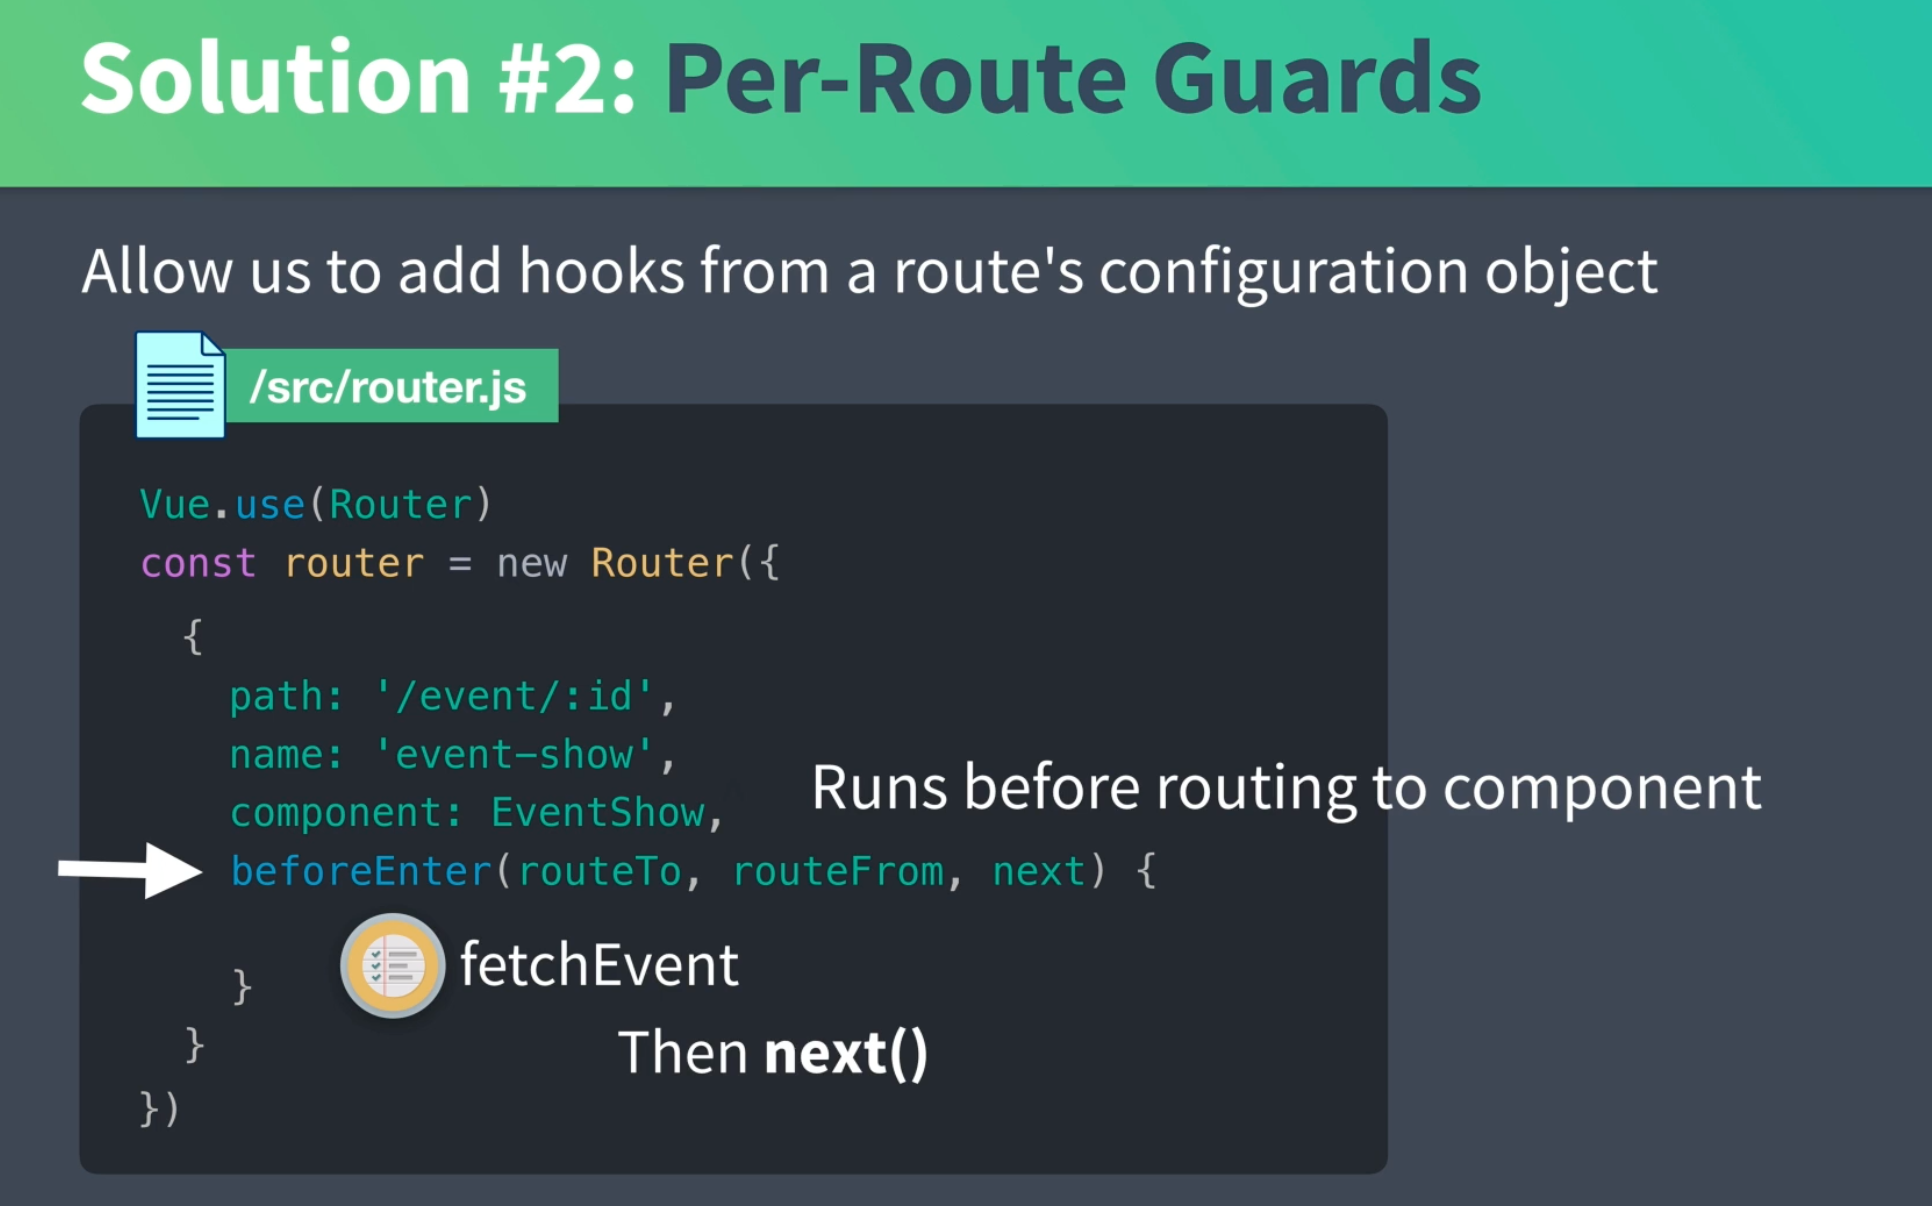 Solution #2: Per-Route Guards
Allow us to add hooks from a route's configuration object
/src/router.js
Vue.use(Router)
const router = new Router({
{
path: '/event/:id',
name: 'event-show',
component: EventShow,
Runs before routing to component
beforeEnter(routeTo, routeFrom, next) {
fetchEvent
}
Then next()
}
})